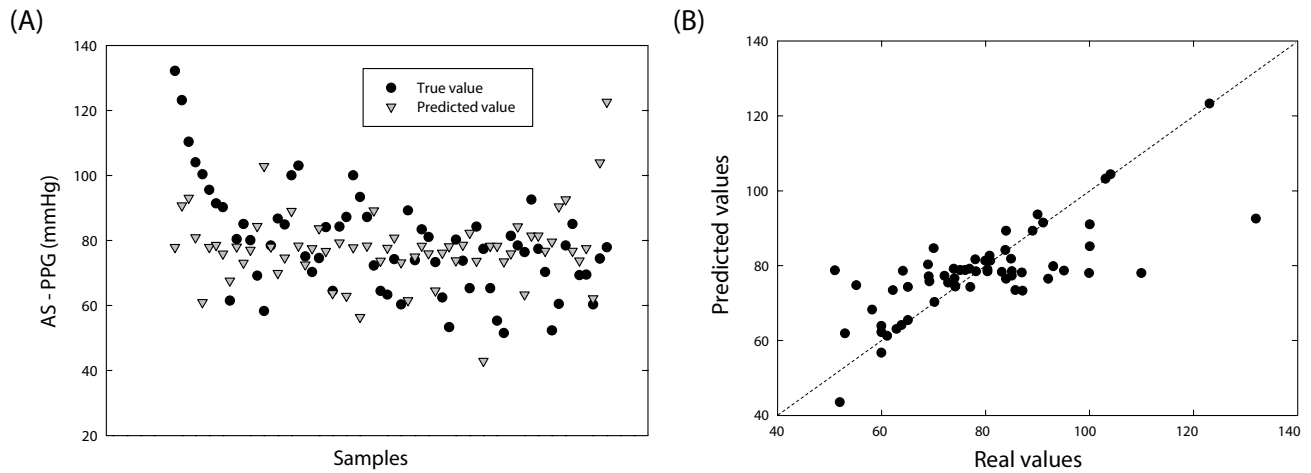 (A)
140
120
100
80
60
40
20
AS - PPG (mmHg)
True value
Predicted value
Samples
(B)
140
120
100
80
60
40
Predicted values
40
60
80
100
120
140
Real values